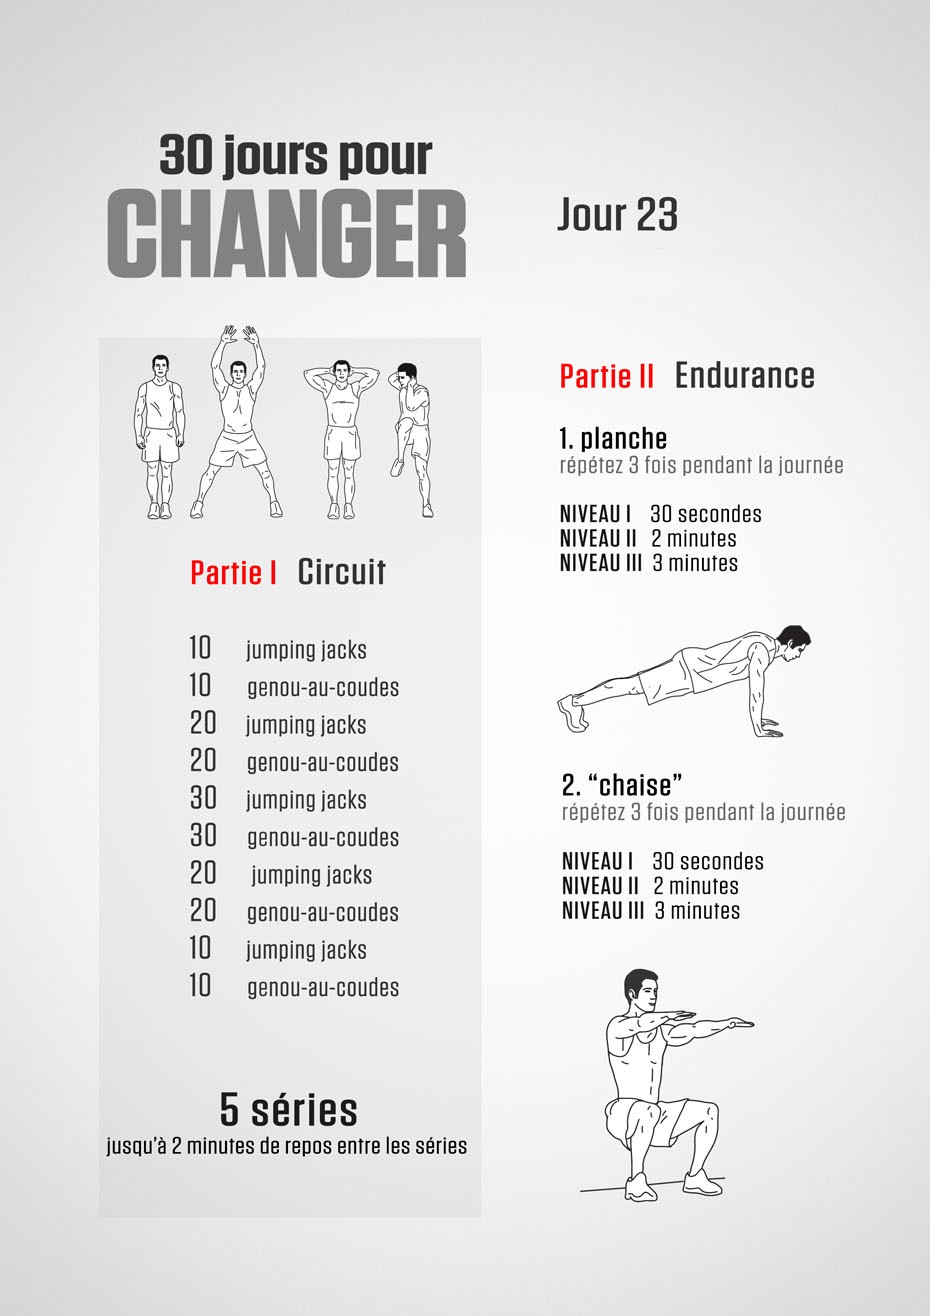 30 jours pour
CHANGER
Jour 23
Partie I Circuit
10 jumping jacks
10 genou-au-coudes
20 jumping jacks
20 genou-au-coudes
30 jumping jacks
30 genou-au-coudes
20 jumping jacks
20 genou-au-coudes
10 jumping jacks
10 genou-au-coudes
5 séries
jusqu'à 2 minutes de repos entre les séries
Partie II Endurance
1. planche
répétez 3 fois pendant la journée
NIVEAU I 30 secondes
NIVEAU II 2 minutes
NIVEAU III 3 minutes
2. “chaise”
répétez 3 fois pendant la journée
NIVEAU I 30 secondes
NIVEAU II 2 minutes
NIVEAU III 3 minutes